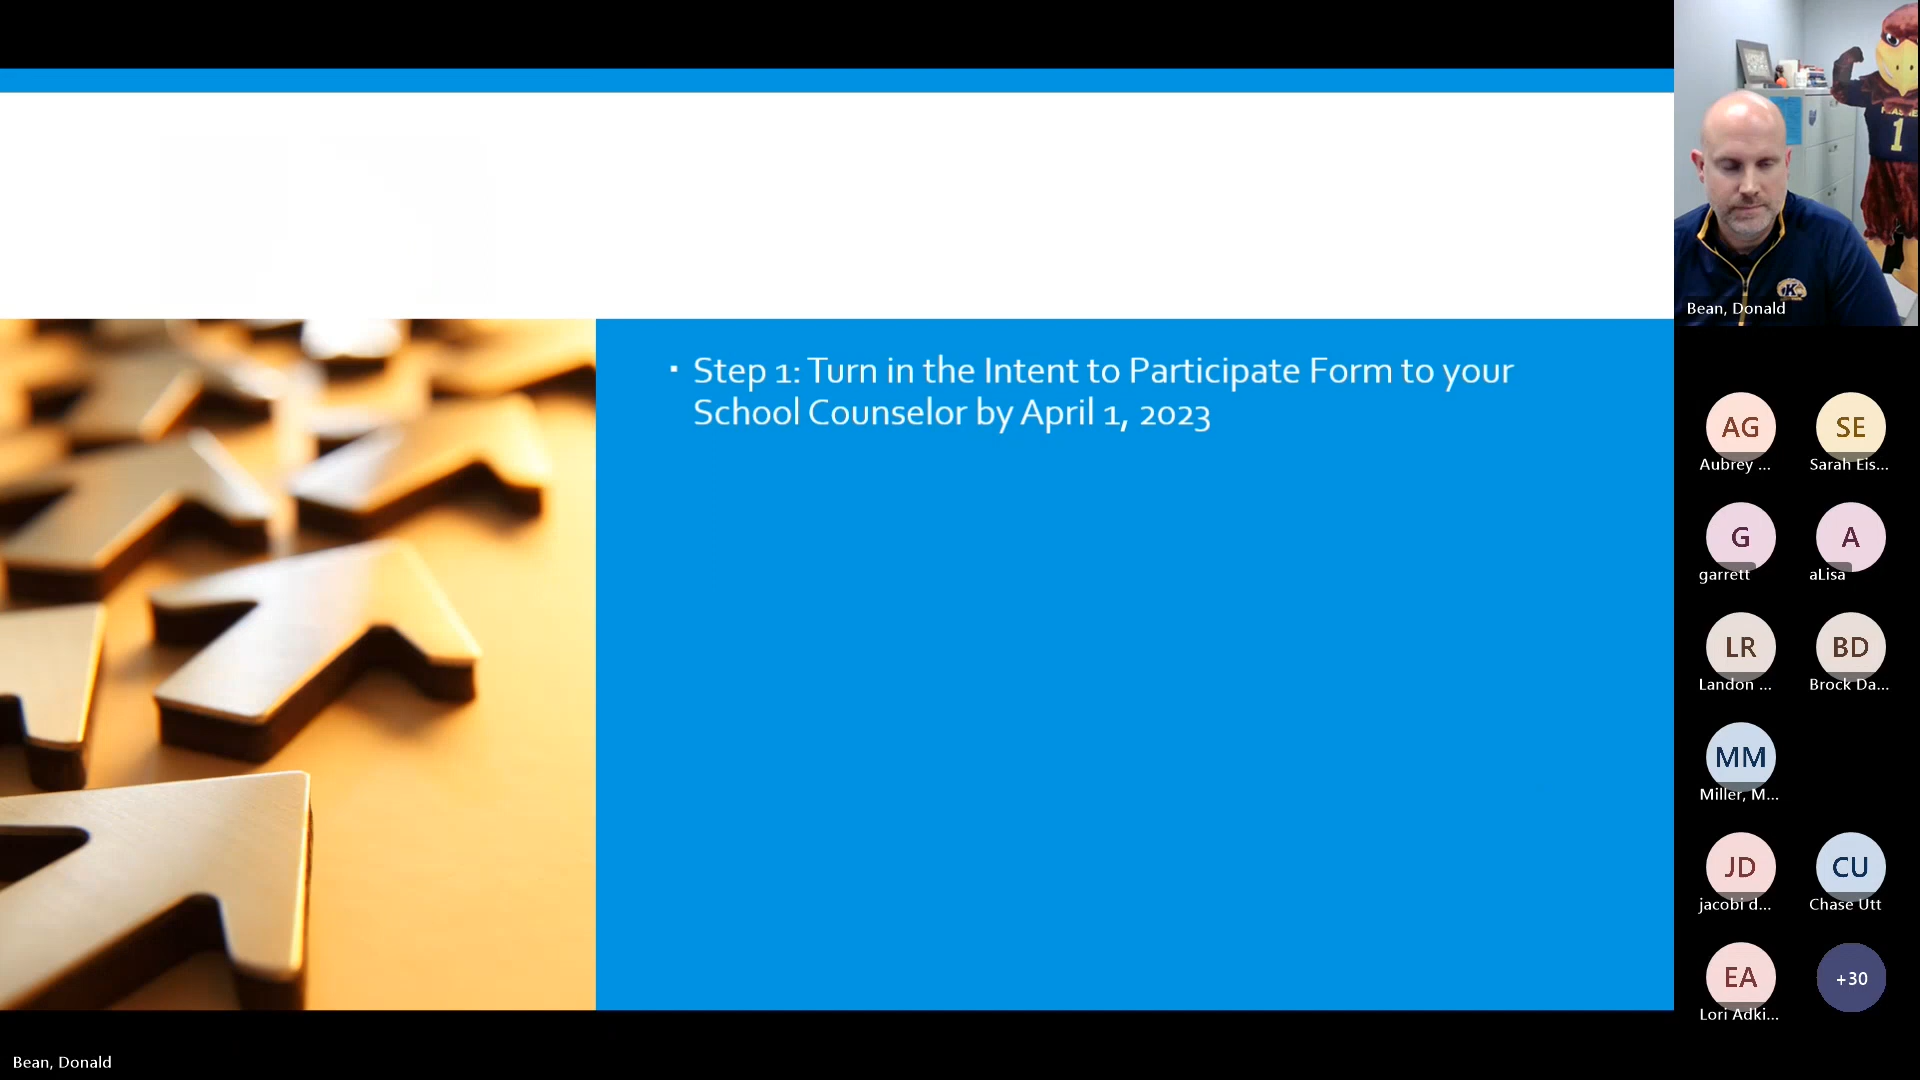 ▪ Step 1: Turn in the Intent to Participate Form to your
School Counselor by April 1, 2023
1
K
Bean, Donald
AG
SE
Aubrey ...
Sarah Eis...
G
A
garrett
aLisa
LR
BD
Landon ...
Brock Da...
MM
Miller, M...
JD
CU
jacobi d...
Chase Utt
EA
+30
Lori Adki...
Bean, Donald